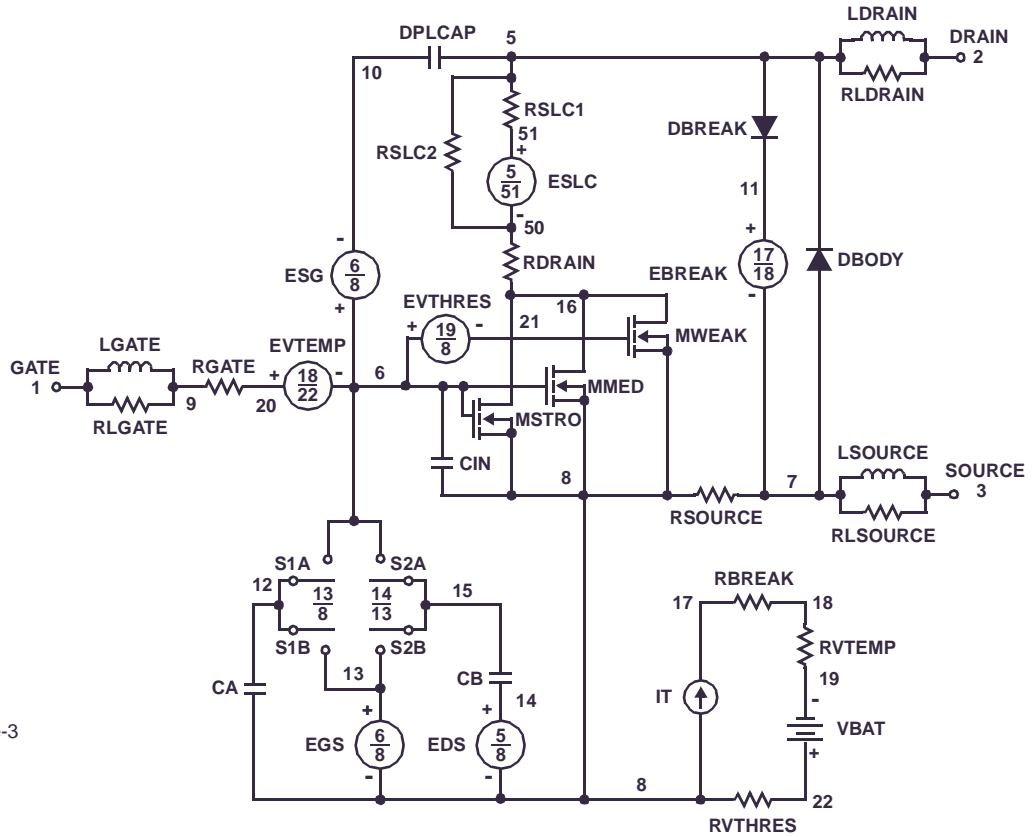 LDRAIN
DPLCAP
5
DRAIN
10
2
RLDRAIN
RSLC1
DBREAK
51
+
RSLC2
5
51
ESLC
11
-
50
+
-
17
18
DBODY
ESG
6
8
RDRAIN
EBREAK
-
+
EVTHRES
16
+
19
8
-
21
MWEAK
LGATE
EVTEMP
GATE
1
RGATE
+
18
22
-
6
MMED
9
20
MSTRO
RLGATE
LSOURCE
CIN
8
7
SOURCE
3
RSOURCE
RLSOURCE
S1A
S2A
12
13
8
14
13
15
RBREAK
17
18
S1B
S2B
RVTEMP
13
CB
19
CA
14
IT
-
+
+
VBAT
EGS
6
8
EDS
5
8
-3
+
-
-
8
22
RVTHRES